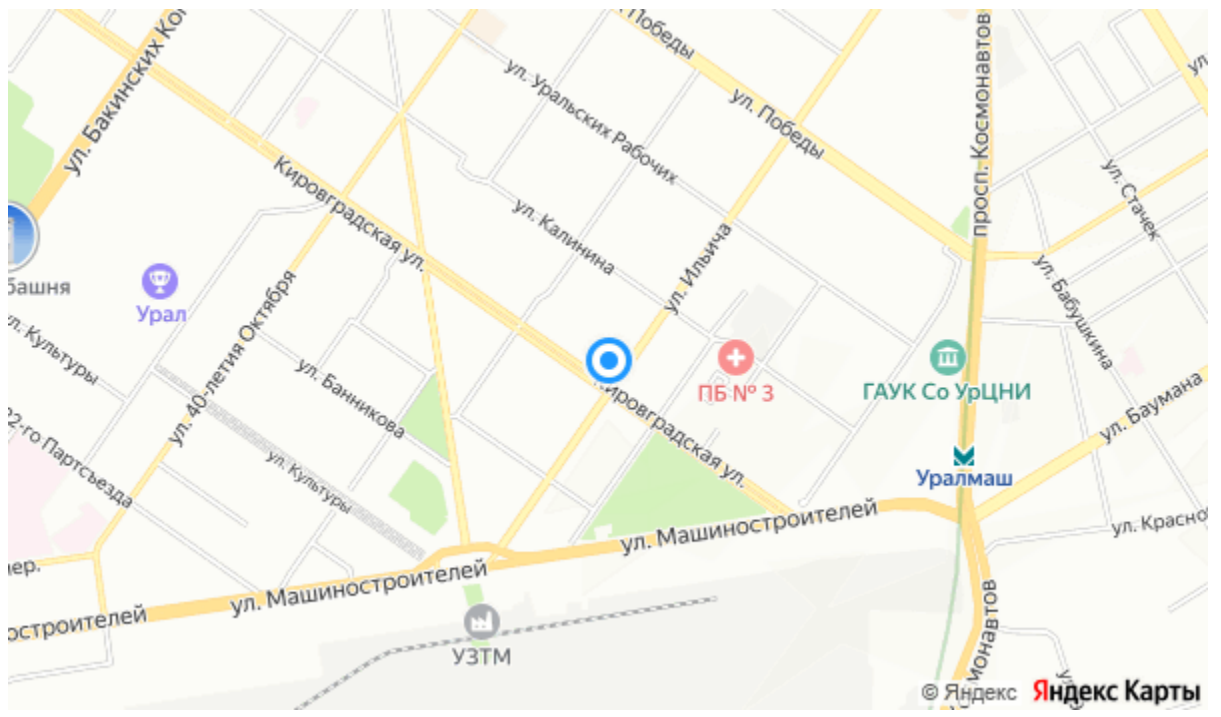 ул. Бакинских Ко
Победы
ул. Победы
ул. Уральских Рабочих
просп. Космонавтов
ул. Стачек
ул.
Кировградская ул.
ул. Калинина
ул. Ильича
ул. Бабушкина
башня
Урал
ул. 40-летия Октября
ул. Культуры
ул. Банникова
ПБ № 3
ГАУК Со УрЦНИ
ул. Баумана
22-го Партсъезда
ул. Культуры
Кировградская ул.
Уралмаш
ул. Машиностроителей
ул. Красно
пер.
ул. Машиностроителей
остроителей
УЗТМ
смонавтов
© Яндекс Яндекс Карты